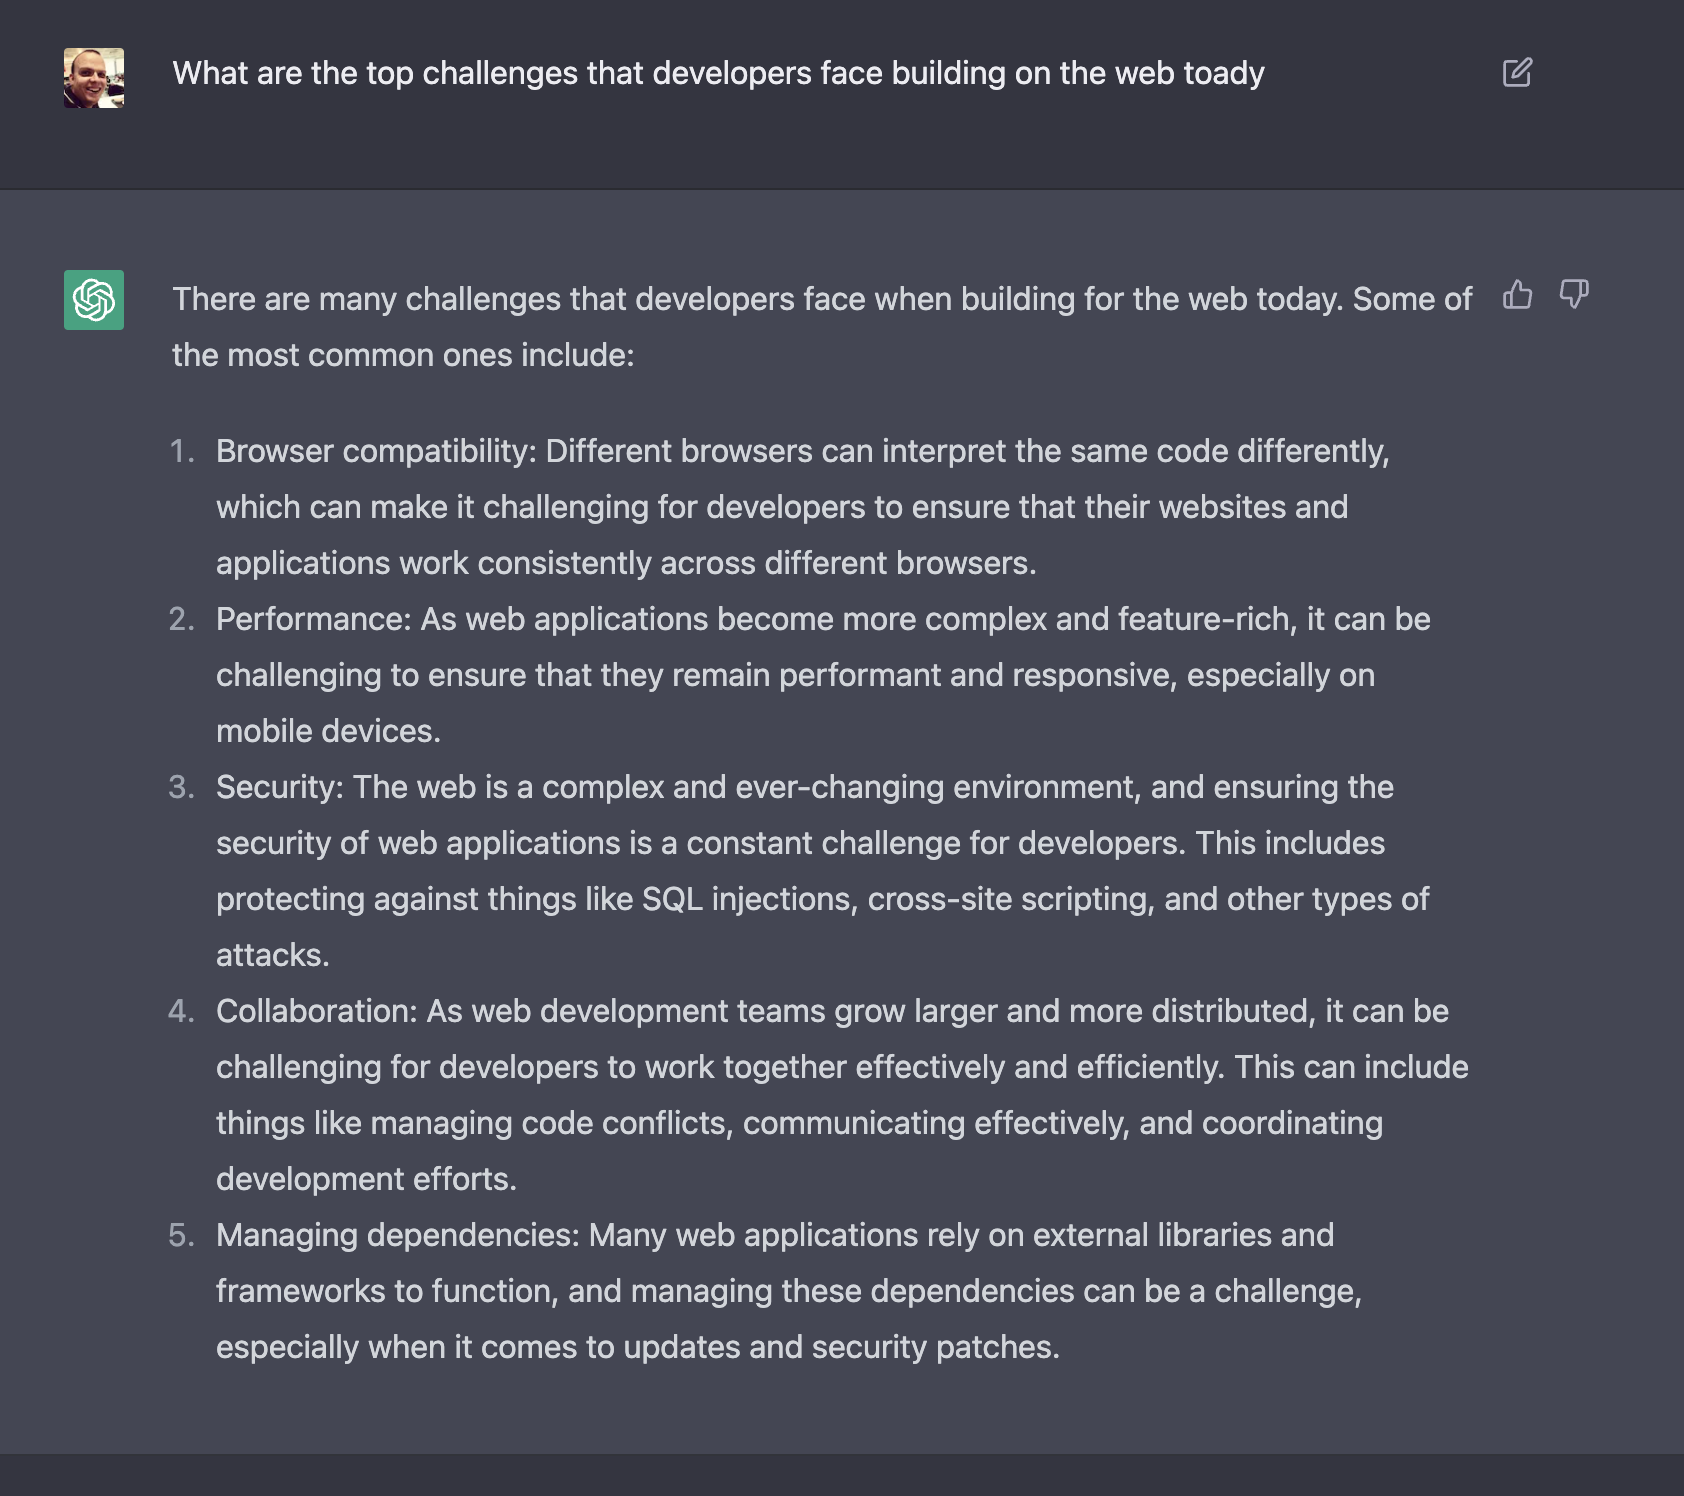 What are the top challenges that developers face building on the web toady
There are many challenges that developers face when building for the web today. Some of
the most common ones include:
1. Browser compatibility: Different browsers can interpret the same code differently,
which can make it challenging for developers to ensure that their websites and
applications work consistently across different browsers.
2. Performance: As web applications become more complex and feature-rich, it can be
challenging to ensure that they remain performant and responsive, especially on
mobile devices.
3. Security: The web is a complex and ever-changing environment, and ensuring the
security of web applications is a constant challenge for developers. This includes
protecting against things like SQL injections, cross-site scripting, and other types of
attacks.
4. Collaboration: As web development teams grow larger and more distributed, it can be
challenging for developers to work together effectively and efficiently. This can include
things like managing code conflicts, communicating effectively, and coordinating
development efforts.
5. Managing dependencies: Many web applications rely on external libraries and
frameworks to function, and managing these dependencies can be a challenge,
especially when it comes to updates and security patches.